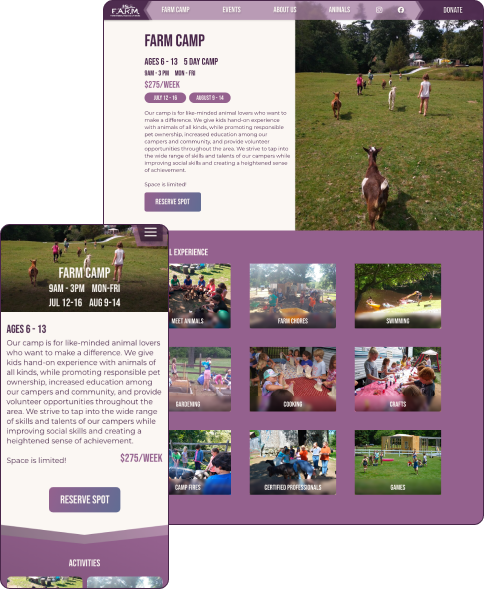 F.A.R.M.
FARM CAMP
EVENTS
ABOUT US
ANIMALS
DONATE
FARM CAMP
AGES 6 - 13 5 DAY CAMP
9AM - 3 PM MON - FRI
$275/WEEK
JULY 12 - 16 AUGUST 9 - 14
Our camp is for like-minded animal lovers who want to
make a difference. We give kids hand-on experience
with animals of all kinds, while promoting responsible
pet ownership, increased education among our
campers and community, and provide volunteer
opportunities throughout the area. We strive to tap into
the wide range of skills and talents of our campers while
improving social skills and creating a heightened sense
of achievement.
Space is limited!
RESERVE SPOT
L EXPERIENCE
MEET ANIMALS
FARM CHORES
SWIMMING
GARDENING
COOKING
CRAFTS
CAMP FIRES
CERTIFIED PROFESSIONALS
GAMES
FARM CAMP
9AM - 3PM MON-FRI
JULY 12-16 AUG 9-14
AGES 6 - 13
Our camp is for like-minded animal lovers
who want to make a difference. We give
kids hand-on experience with animals of
all kinds, while promoting responsible pet
ownership, increased education among
our campers and community, and provide
volunteer opportunities throughout the
area. We strive to tap into the wide range
of skills and talents of our campers while
improving social skills and creating a
heightened sense of achievement.
Space is limited!
$275/WEEK
RESERVE SPOT
ACTIVITIES